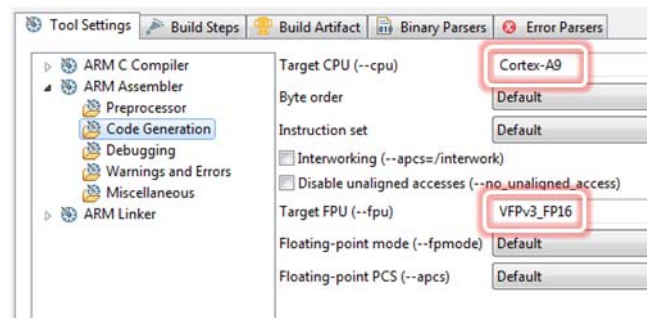 Tool Settings Build Steps Build Artifact Binary Parsers Error Parsers
ARM C Compiler
ARM Assembler
Preprocessor
Code Generation
Debugging
Warnings and Errors
Miscellaneous
ARM Linker
Target CPU (--cpu) Cortex-A9
Byte order Default
Instruction set Default
Interworking (--apcs=/interwork)
Disable unaligned accesses (--no_unaligned_access)
Target FPU (--fpu) VFPv3_FP16
Floating-point mode (--fpmode) Default
Floating-point PCS (--apcs) Default